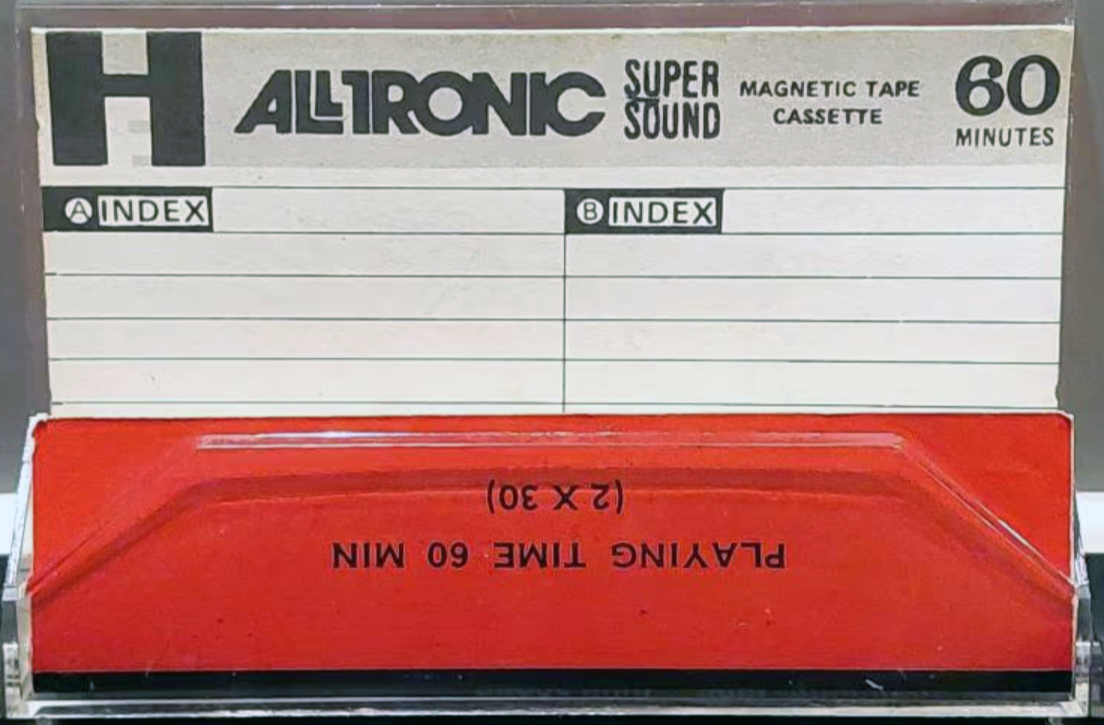 H ALLTRONIC SUPER SOUND MAGNETIC TAPE CASSETTE 60 MINUTES
A INDEX B INDEX
PLAYING TIME 60 MIN
(2 X 30)